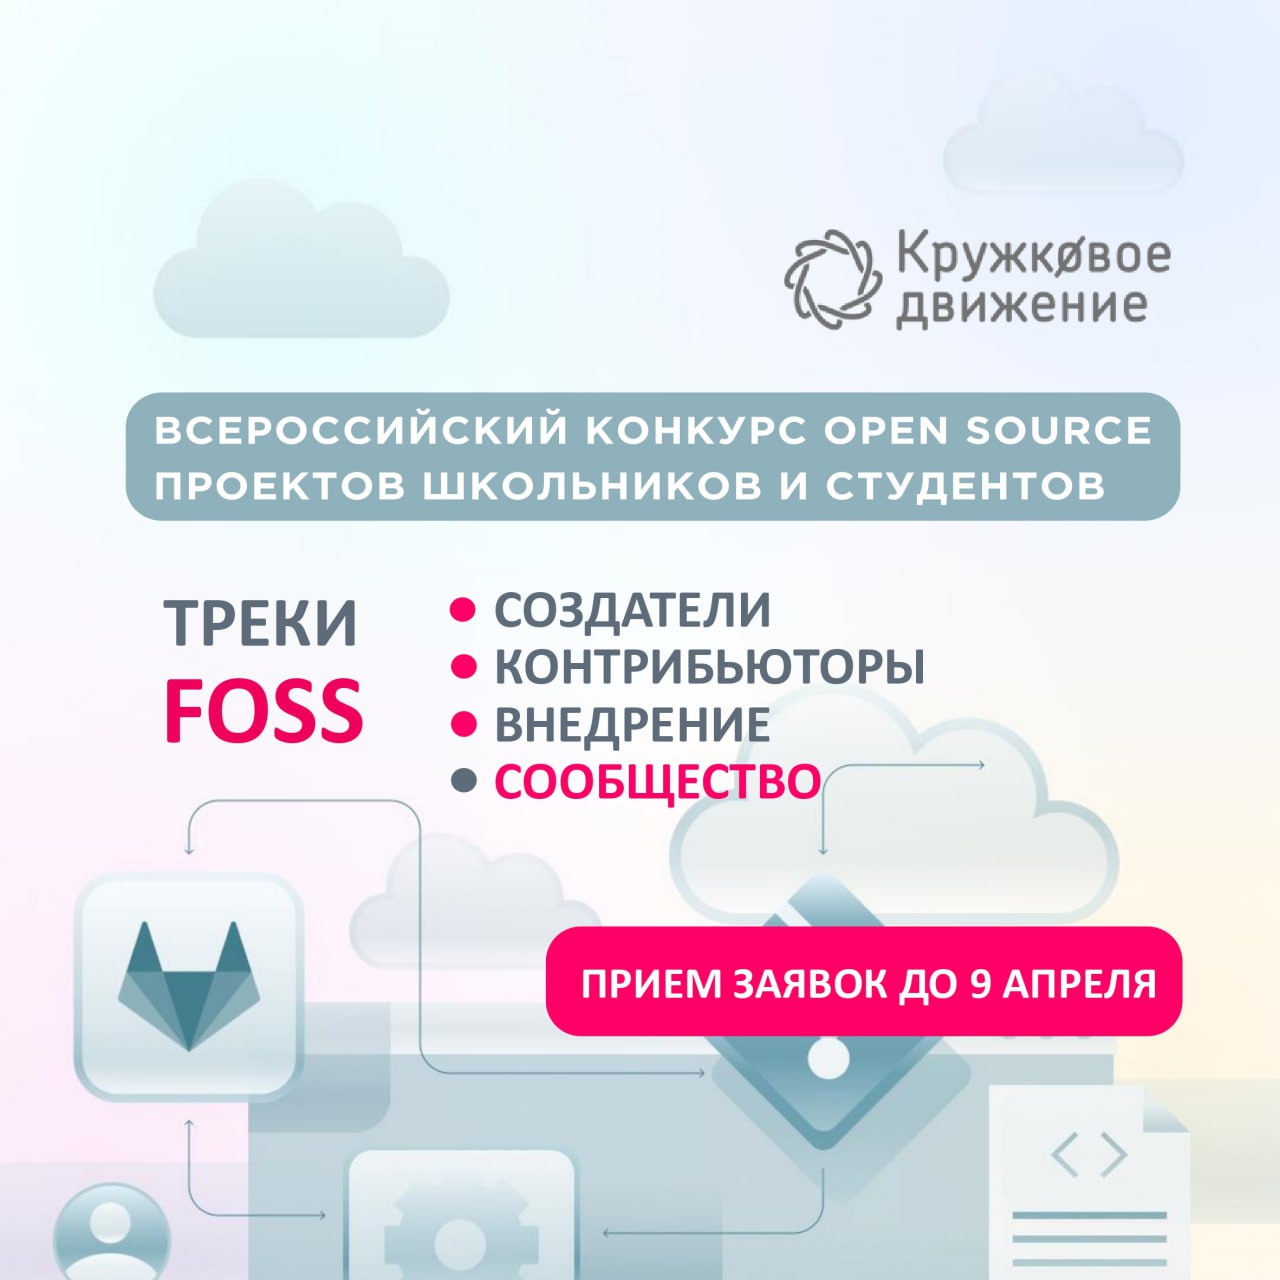 Кружковое
движение
ВСЕРОССИЙСКИЙ КОНКУРС OPEN SOURCE
ПРОЕКТОВ ШКОЛЬНИКОВ И СТУДЕНТОВ
ТРЕКИ
FOSS
• СОЗДАТЕЛИ
• КОНТРИБЬЮТОРЫ
• ВНЕДРЕНИЕ
• СООБЩЕСТВО
ПРИЕМ ЗАЯВОК ДО 9 АПРЕЛЯ